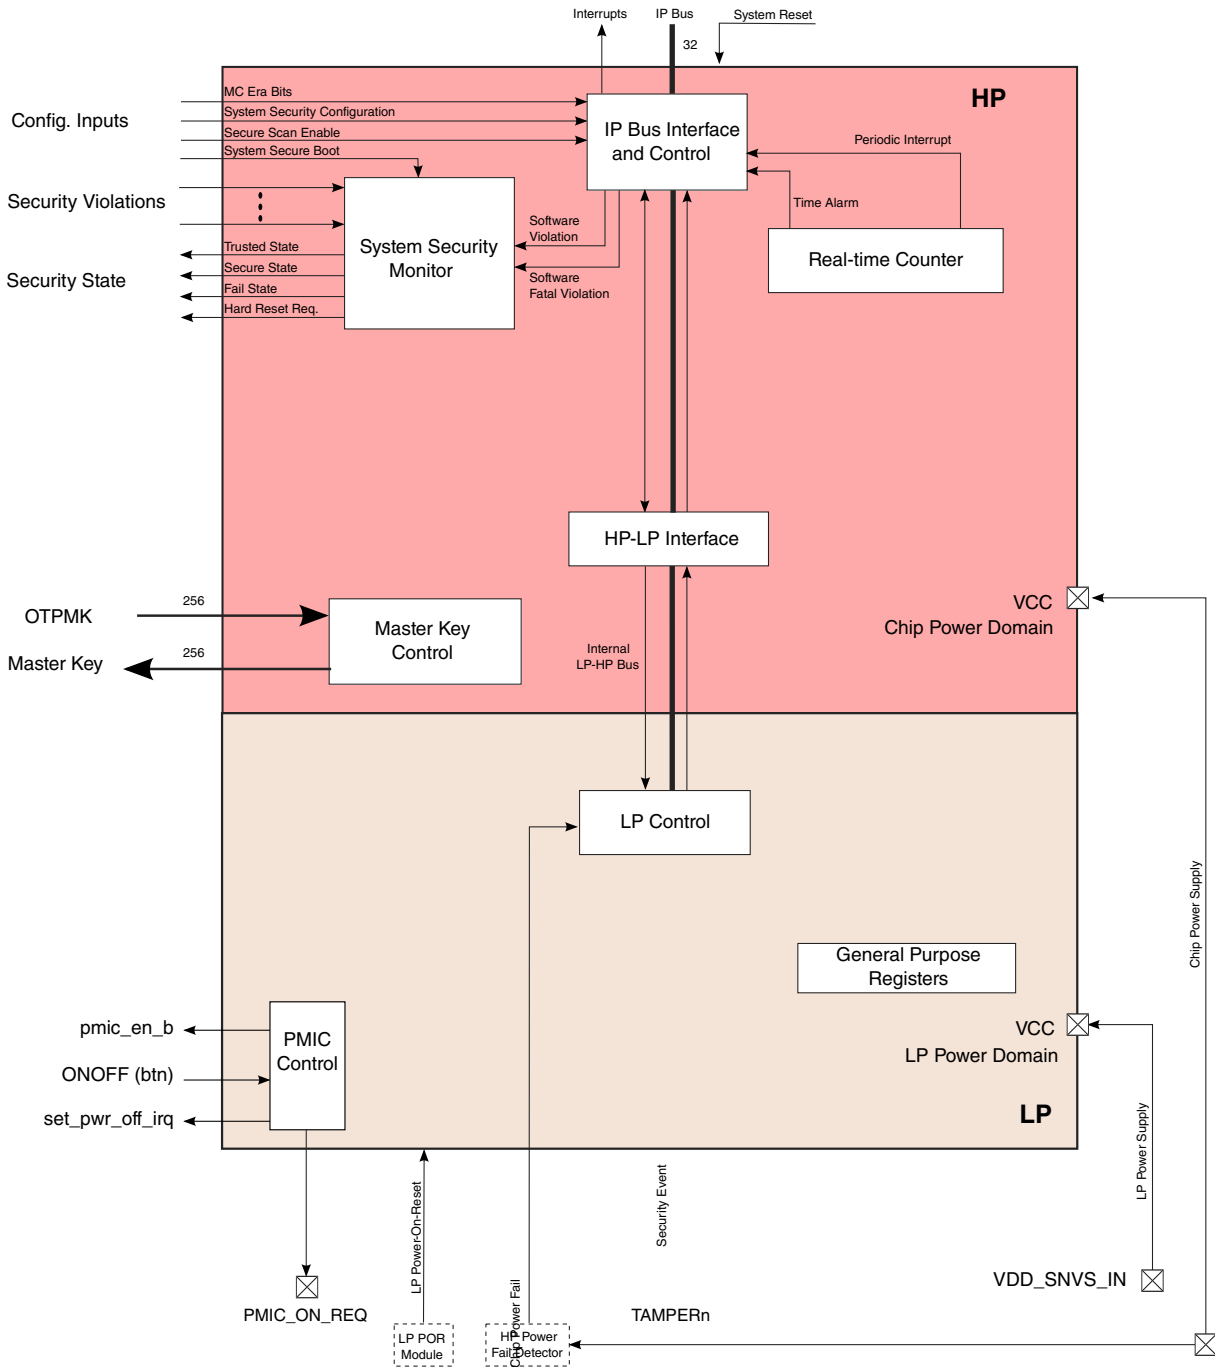 Interrupts
IP Bus
System Reset
32
HP
MC Era Bits
System Security Configuration
Secure Scan Enable
System Secure Boot
Config. Inputs
IP Bus Interface
and Control
Periodic Interrupt
Time Alarm
Security Violations
System Security
Monitor
Software
Violation
Software
Fatal Violation
Real-time Counter
Trusted State
Secure State
Fail State
Hard Reset Req.
Security State
HP-LP Interface
OTPMK
256
Master Key
256
Master Key
Control
Internal
LP-HP Bus
VCC
Chip Power Domain
LP Control
Chip Power Supply
General Purpose
Registers
pmic_en_b
ONOFF (btn)
set_pwr_off_irq
PMIC
Control
VCC
LP Power Domain
LP
LP Power Supply
LP Power-On-Reset
Security Event
Chip Power Fail
VDD_SNVS_IN
PMIC_ON_REQ
TAMPERn
LP POR
Module
HP Power
Fail Detector